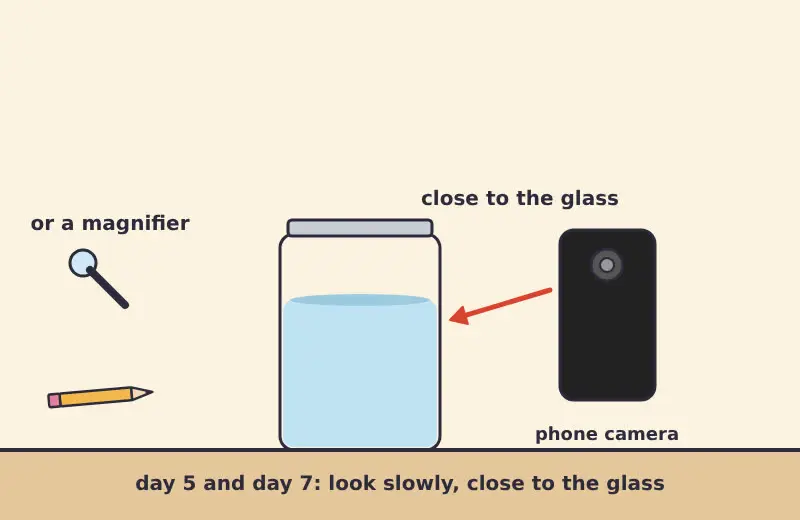 close to the glass
or a magnifier
phone camera
day 5 and day 7: look slowly, close to the glass